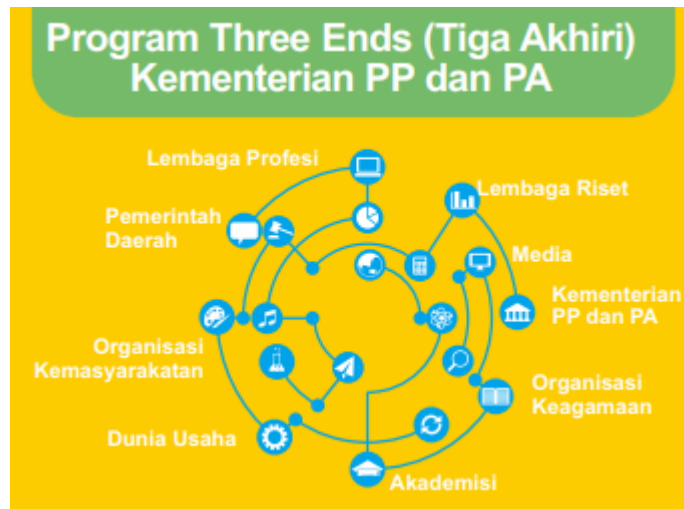 Program Three Ends (Tiga Akhiri)
Kementerian PP dan PA
Lembaga Profesi
Lembaga Riset
Pemerintah
Daerah
Media
Kementerian
PP dan PA
Organisasi
Kemasyarakatan
Organisasi
Keagamaan
Dunia Usaha
Akademisi